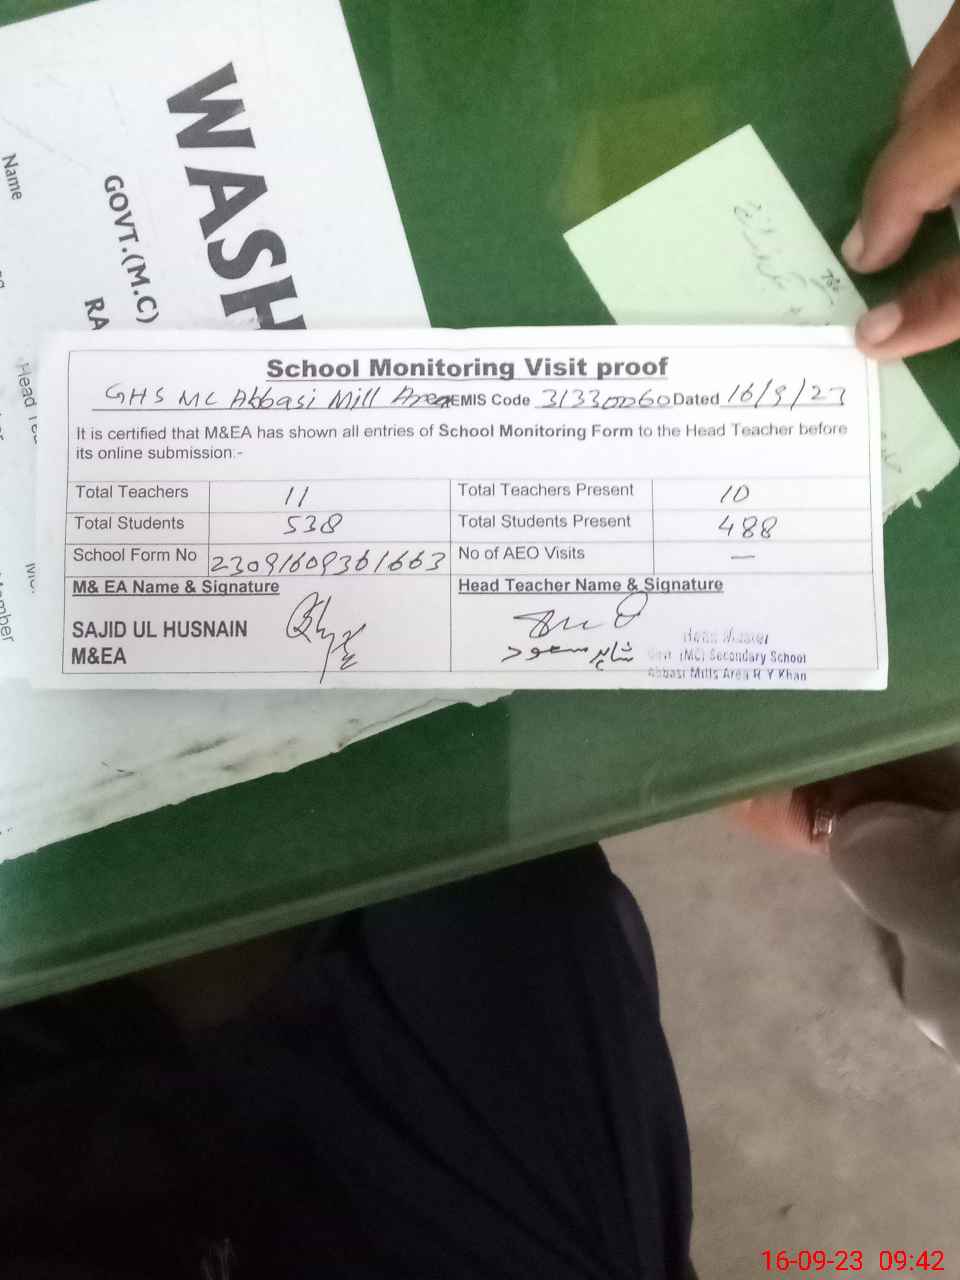 WASH
GOVT.(M.C)
RA
Name
Head Tea
Member
School Monitoring Visit proof
GHS MC Abbasi Mill Area EMIS Code 31330060 Dated 16/9/23
It is certified that M&EA has shown all entries of School Monitoring Form to the Head Teacher before
its online submission:-
Total Teachers 11 Total Teachers Present 10
Total Students 538 Total Students Present 488
School Form No 23091609361663 No of AEO Visits —
M& EA Name & Signature Head Teacher Name & Signature
SAJID UL HUSNAIN
M&EA
شاہد مسعود
Head Master
Govt (MC) Secondary School
Abbasi Mills Area R Y Khan
16-09-23 09:42